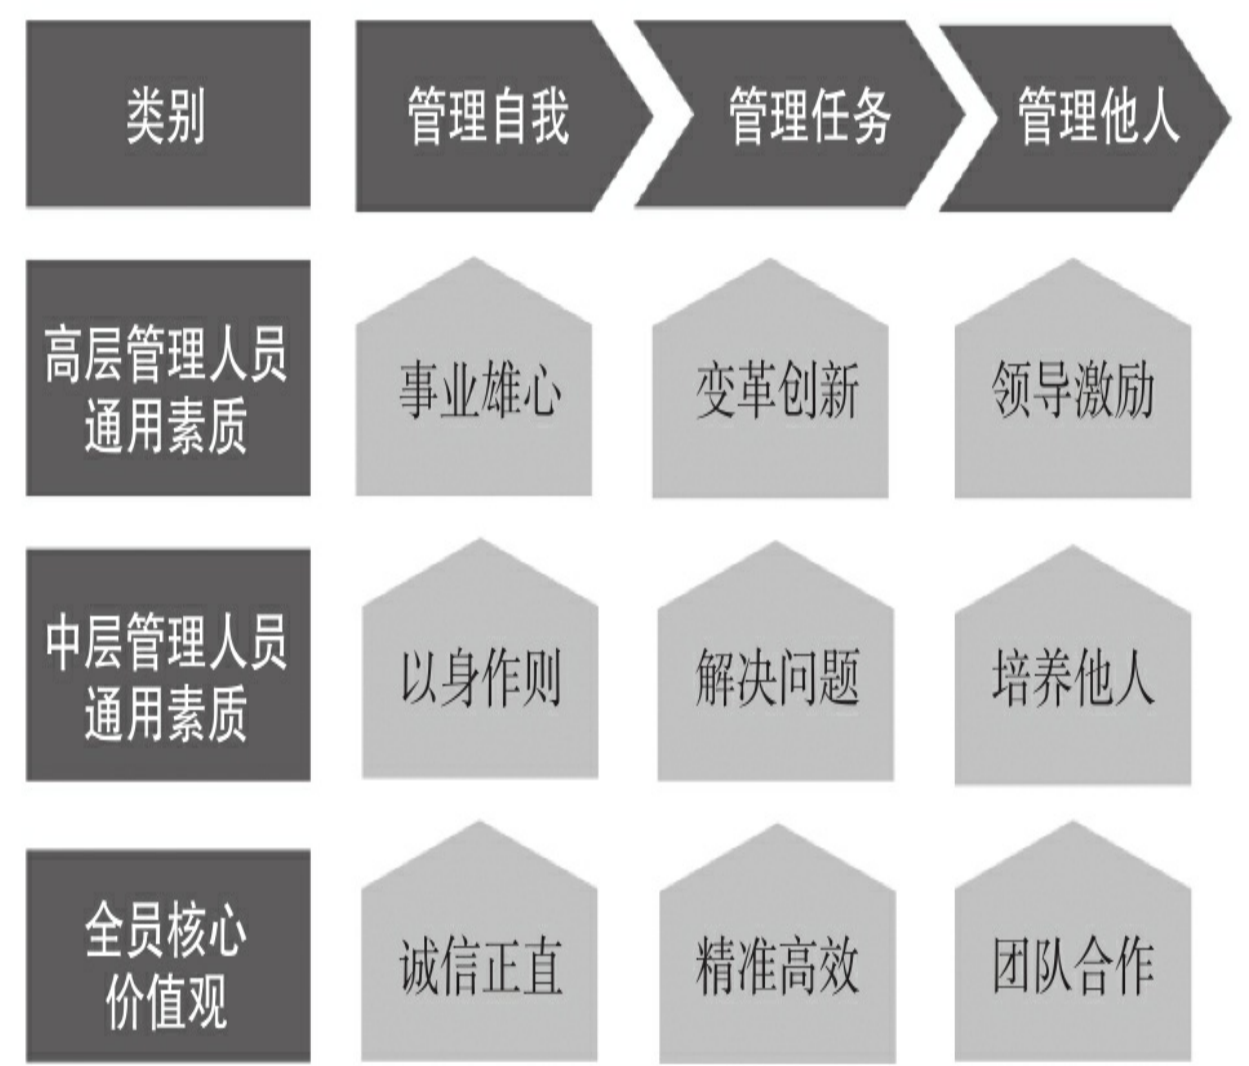 类别
管理自我
管理任务
管理他人
高层管理人员
通用素质
事业雄心
变革创新
领导激励
中层管理人员
通用素质
以身作则
解决问题
培养他人
全员核心
价值观
诚信正直
精准高效
团队合作